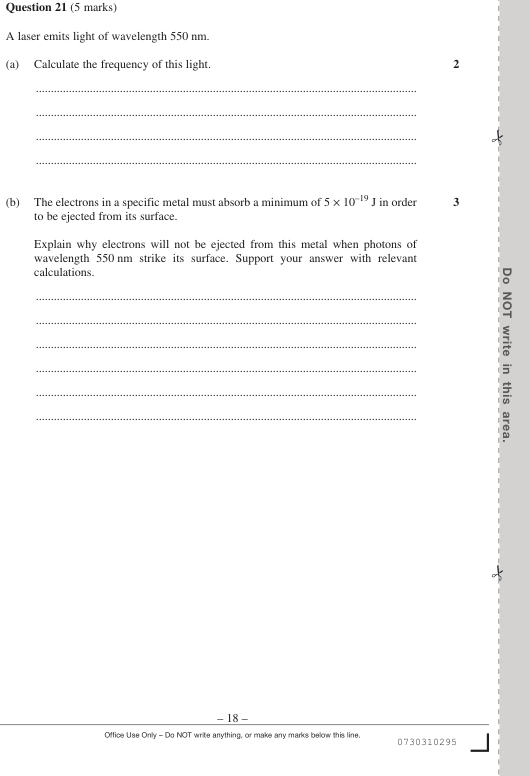 Question 21 (5 marks)
A laser emits light of wavelength 550 nm.
(a) Calculate the frequency of this light. 2
(b) The electrons in a specific metal must absorb a minimum of 5 × 10⁻¹⁹ J in order 3
to be ejected from its surface.
Explain why electrons will not be ejected from this metal when photons of
wavelength 550 nm strike its surface. Support your answer with relevant
calculations.
Do NOT write in this area.
– 18 –
Office Use Only – Do NOT write anything, or make any marks below this line.
0730310295